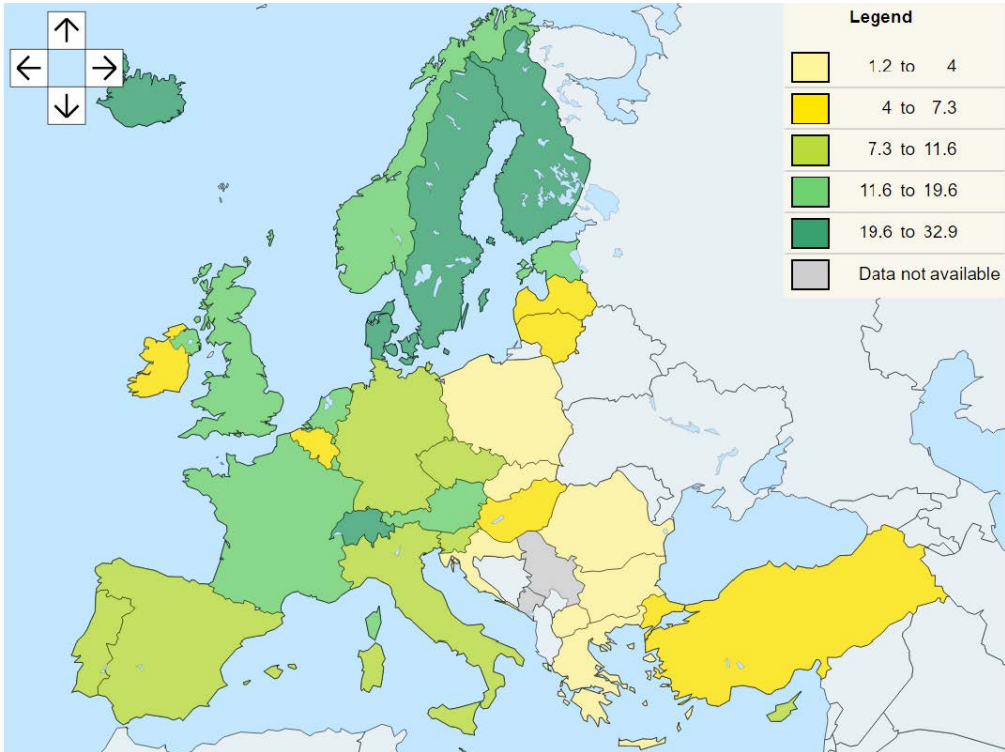 Legend
1.2 to 4
4 to 7.3
7.3 to 11.6
11.6 to 19.6
19.6 to 32.9
Data not available